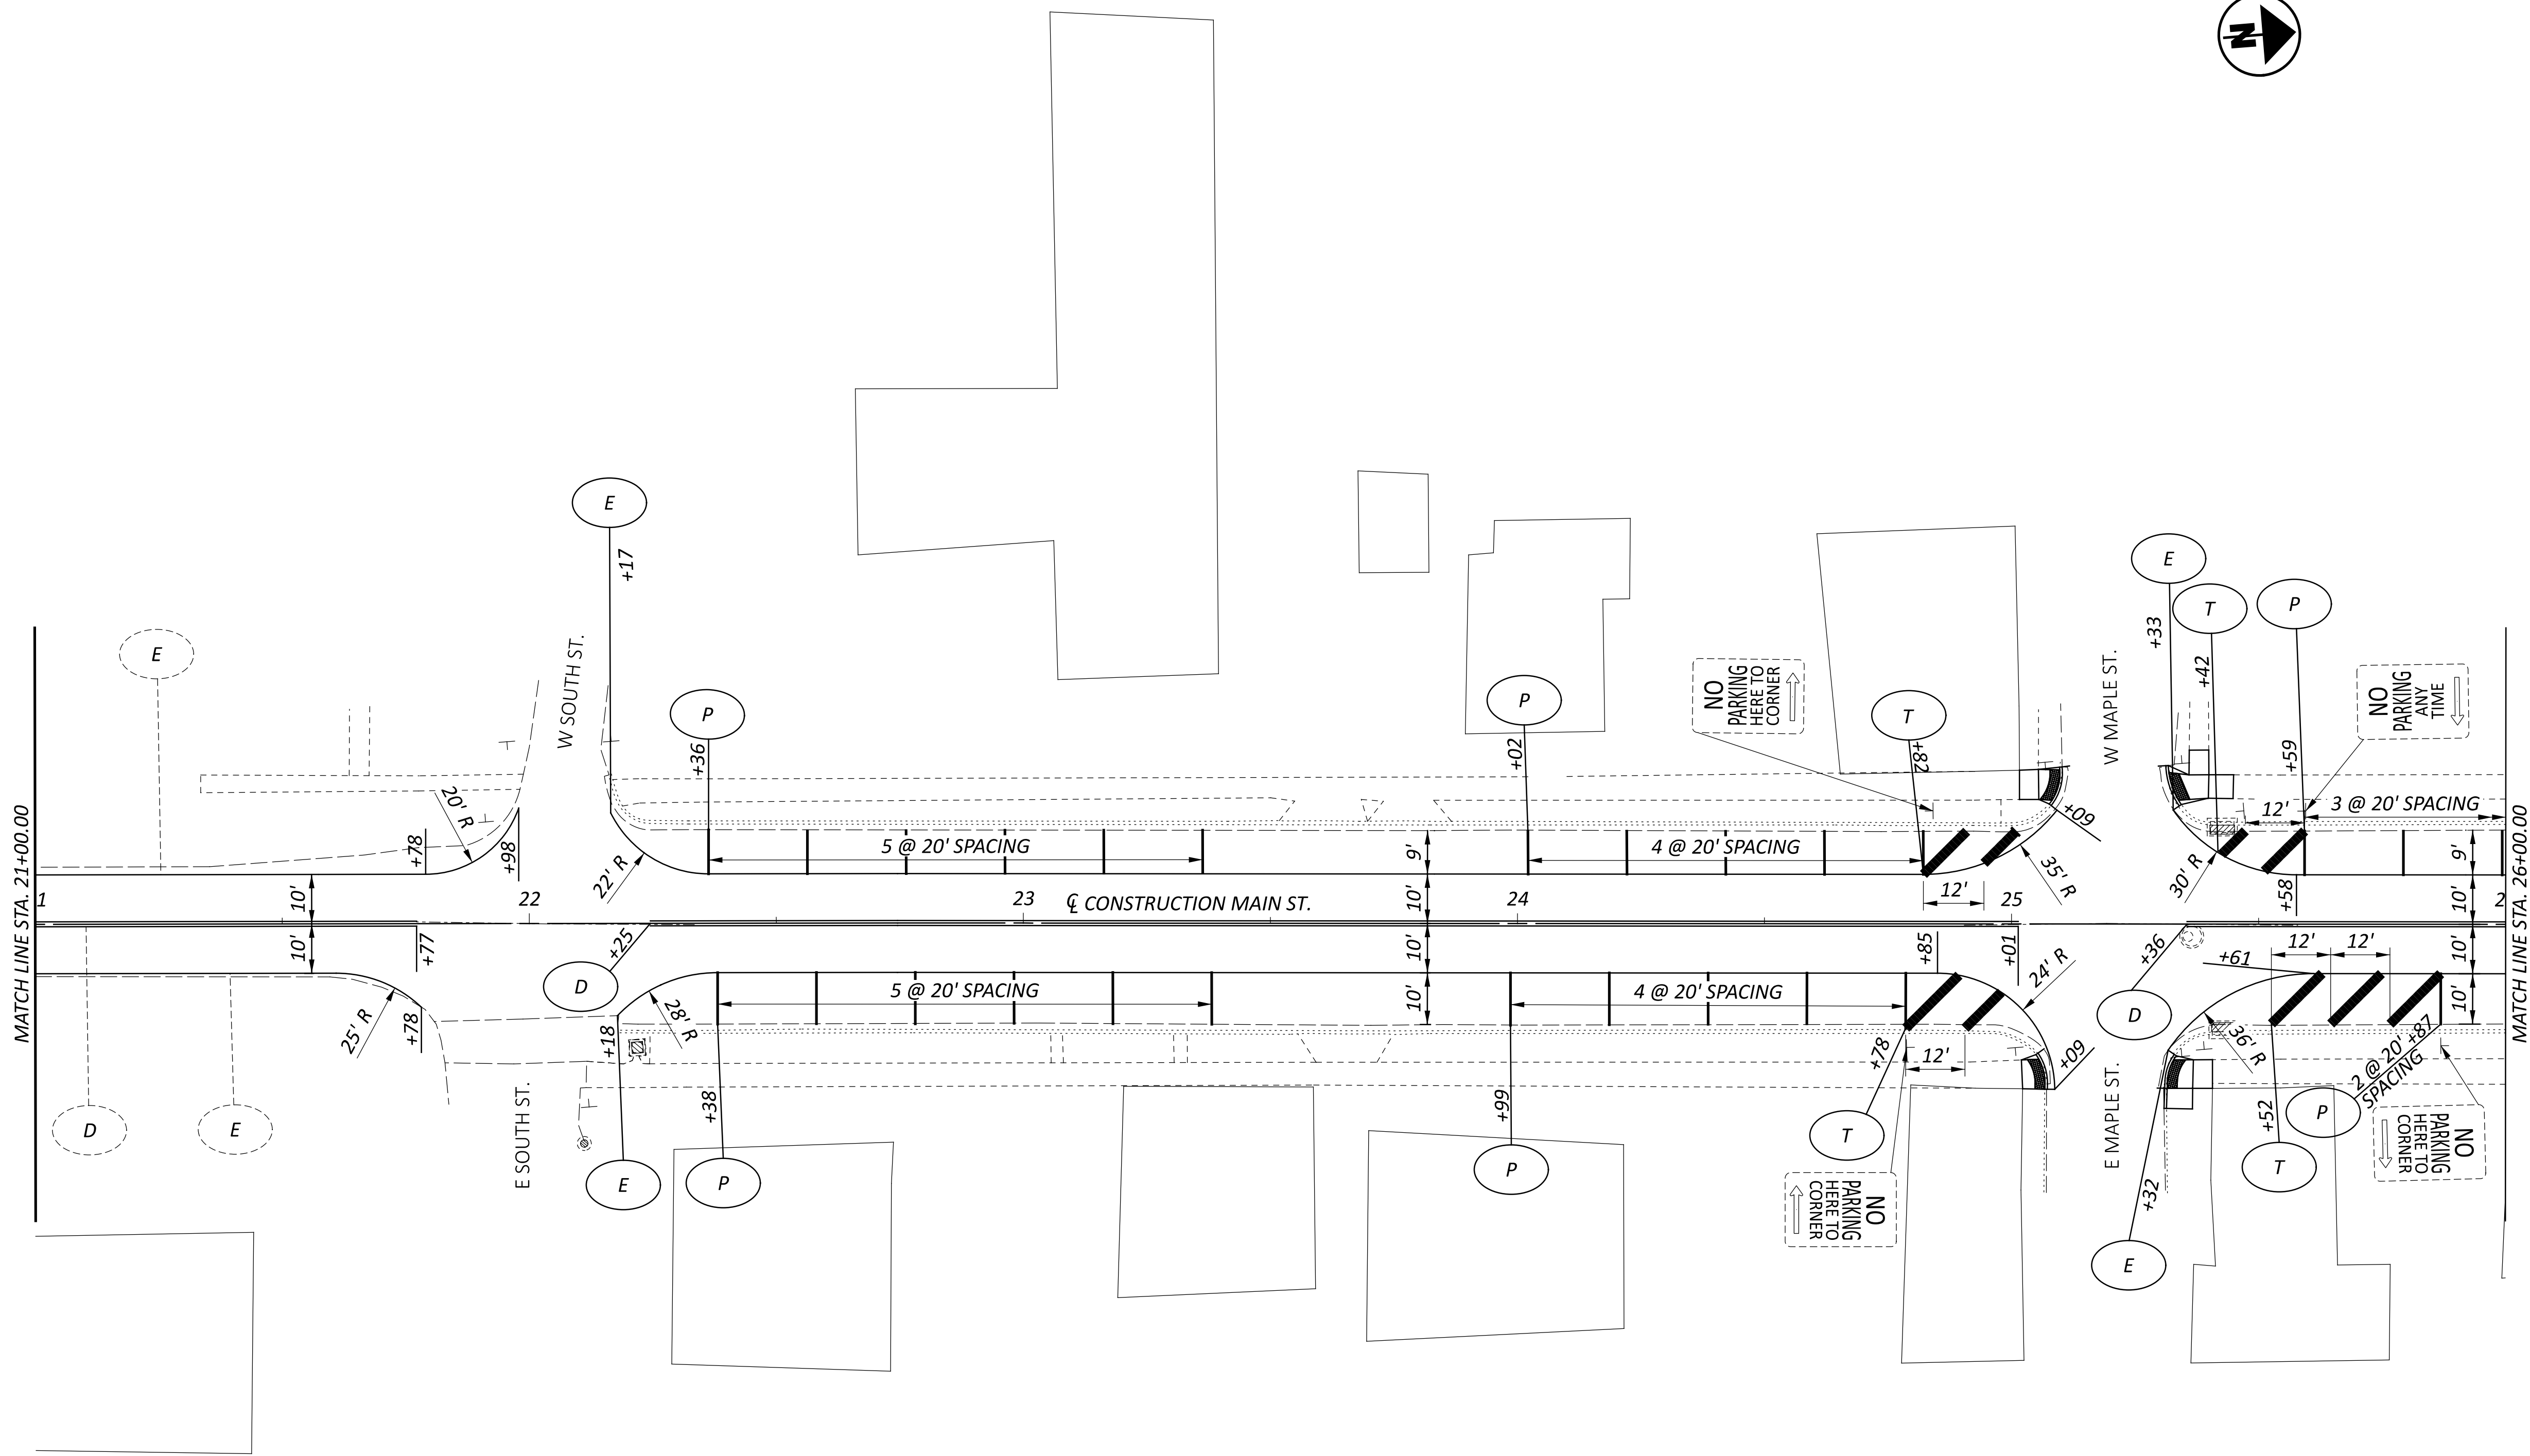 N
E
+17
E
E
T
P
+33
+42
W SOUTH ST.
W MAPLE ST.
P
+36
P
+02
NO
PARKING
HERE TO
CORNER
T
+82
+59
NO
PARKING
ANY
TIME
20' R
+78
+98
22' R
5 @ 20' SPACING
9'
4 @ 20' SPACING
12'
35' R
+09
30' R
12'
3 @ 20' SPACING
+58
9'
MATCH LINE STA. 21+00.00
1
10'
22
23
℄ CONSTRUCTION MAIN ST.
10'
24
25
10'
2
MATCH LINE STA. 26+00.00
10'
+77
+25
D
10'
+85
+01
24' R
+36
D
+61
12'
12'
10'
25' R
+78
+18
28' R
5 @ 20' SPACING
10'
4 @ 20' SPACING
+78
12'
+09
36' R
10'
2 @ 20'
SPACING
+87
D
E
E SOUTH ST.
E
+38
P
+99
P
T
NO
PARKING
HERE TO
CORNER
E MAPLE ST.
+32
E
+52
T
P
NO
PARKING
HERE TO
CORNER